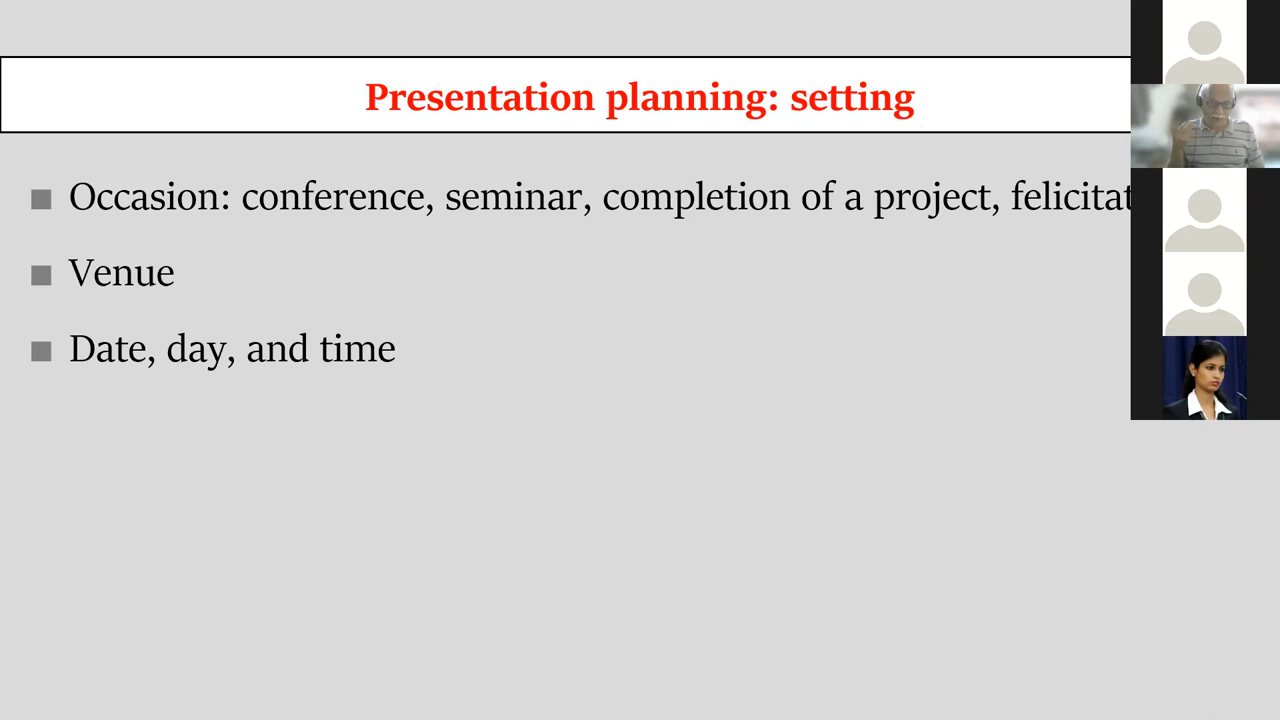 Presentation planning: setting
Occasion: conference, seminar, completion of a project, felicitat
Venue
Date, day, and time